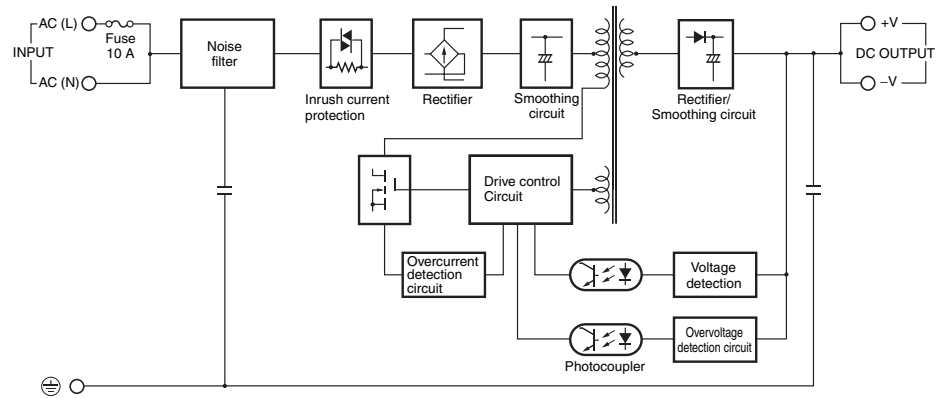 AC (L)
Fuse
10 A
INPUT
AC (N)
Noise
filter
Inrush current
protection
Rectifier
Smoothing
circuit
Rectifier/
Smoothing circuit
+V
DC OUTPUT
–V
Drive control
Circuit
Overcurrent
detection
circuit
Voltage
detection
Overvoltage
detection circuit
Photocoupler